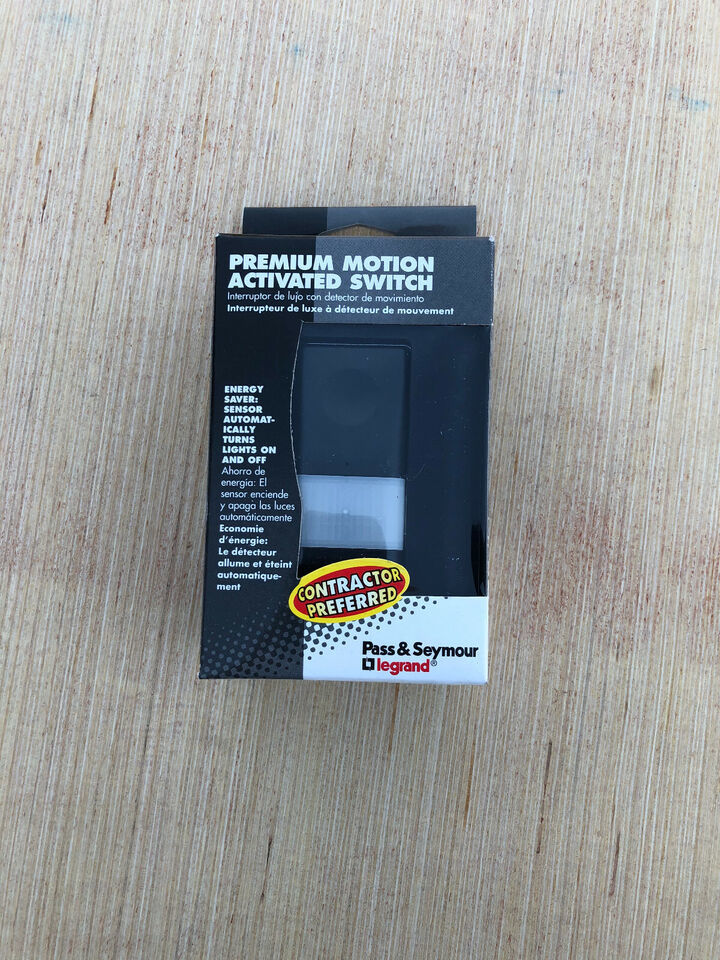 PREMIUM MOTION
ACTIVATED SWITCH
Interruptor de lujo con detector de movimiento
Interrupteur de luxe à détecteur de mouvement
ENERGY
SAVER:
SENSOR
AUTOMAT-
ICALLY
TURNS
LIGHTS ON
AND OFF
Ahorro de
energia: El
sensor enciende
y apaga las luces
automáticamente
Economie
d'énergie:
Le détecteur
allume et éteint
automatique-
ment
CONTRACTOR
PREFERRED
Pass & Seymour
legrand®